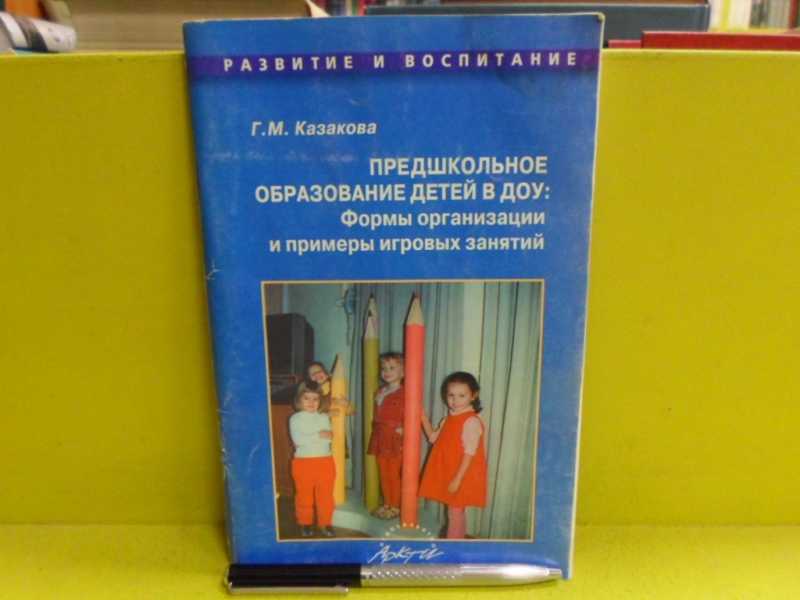 РАЗВИТИЕ И ВОСПИТАНИЕ
Г.М. Казакова
ПРЕДШКОЛЬНОЕ
ОБРАЗОВАНИЕ ДЕТЕЙ В ДОУ:
Формы организации
и примеры игровых занятий
АРКТИ